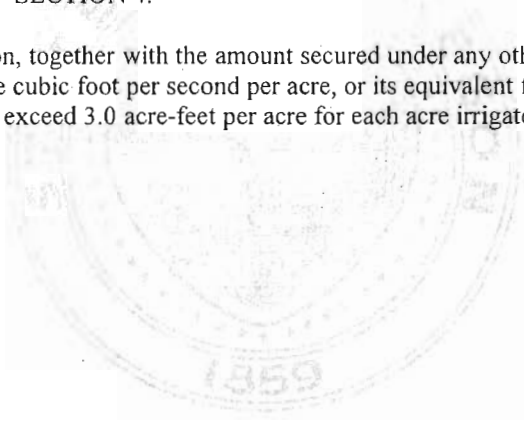 SECTION 4.
on, together with the amount secured under any oth
e cubic foot per second per acre, or its equivalent f
exceed 3.0 acre-feet per acre for each acre irrigate
1859